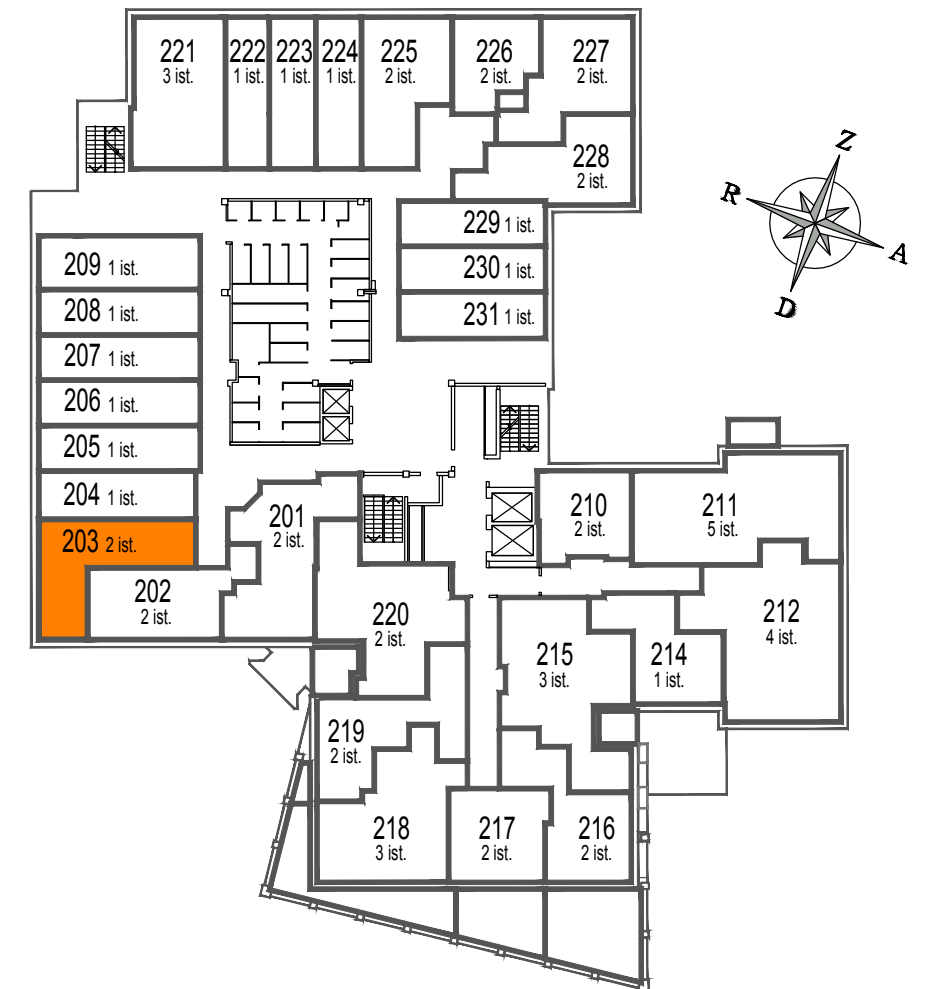 221
3 ist.
222
1 ist.
223
1 ist.
224
1 ist.
225
2 ist.
226
2 ist.
227
2 ist.
228
2 ist.
Z
R
A
D
229 1 ist.
230 1 ist.
231 1 ist.
209 1 ist.
208 1 ist.
207 1 ist.
206 1 ist.
205 1 ist.
204 1 ist.
203 2 ist.
202
2 ist.
201
2 ist.
210
2 ist.
211
5 ist.
212
4 ist.
220
2 ist.
215
3 ist.
214
1 ist.
219
2 ist.
218
3 ist.
217
2 ist.
216
2 ist.